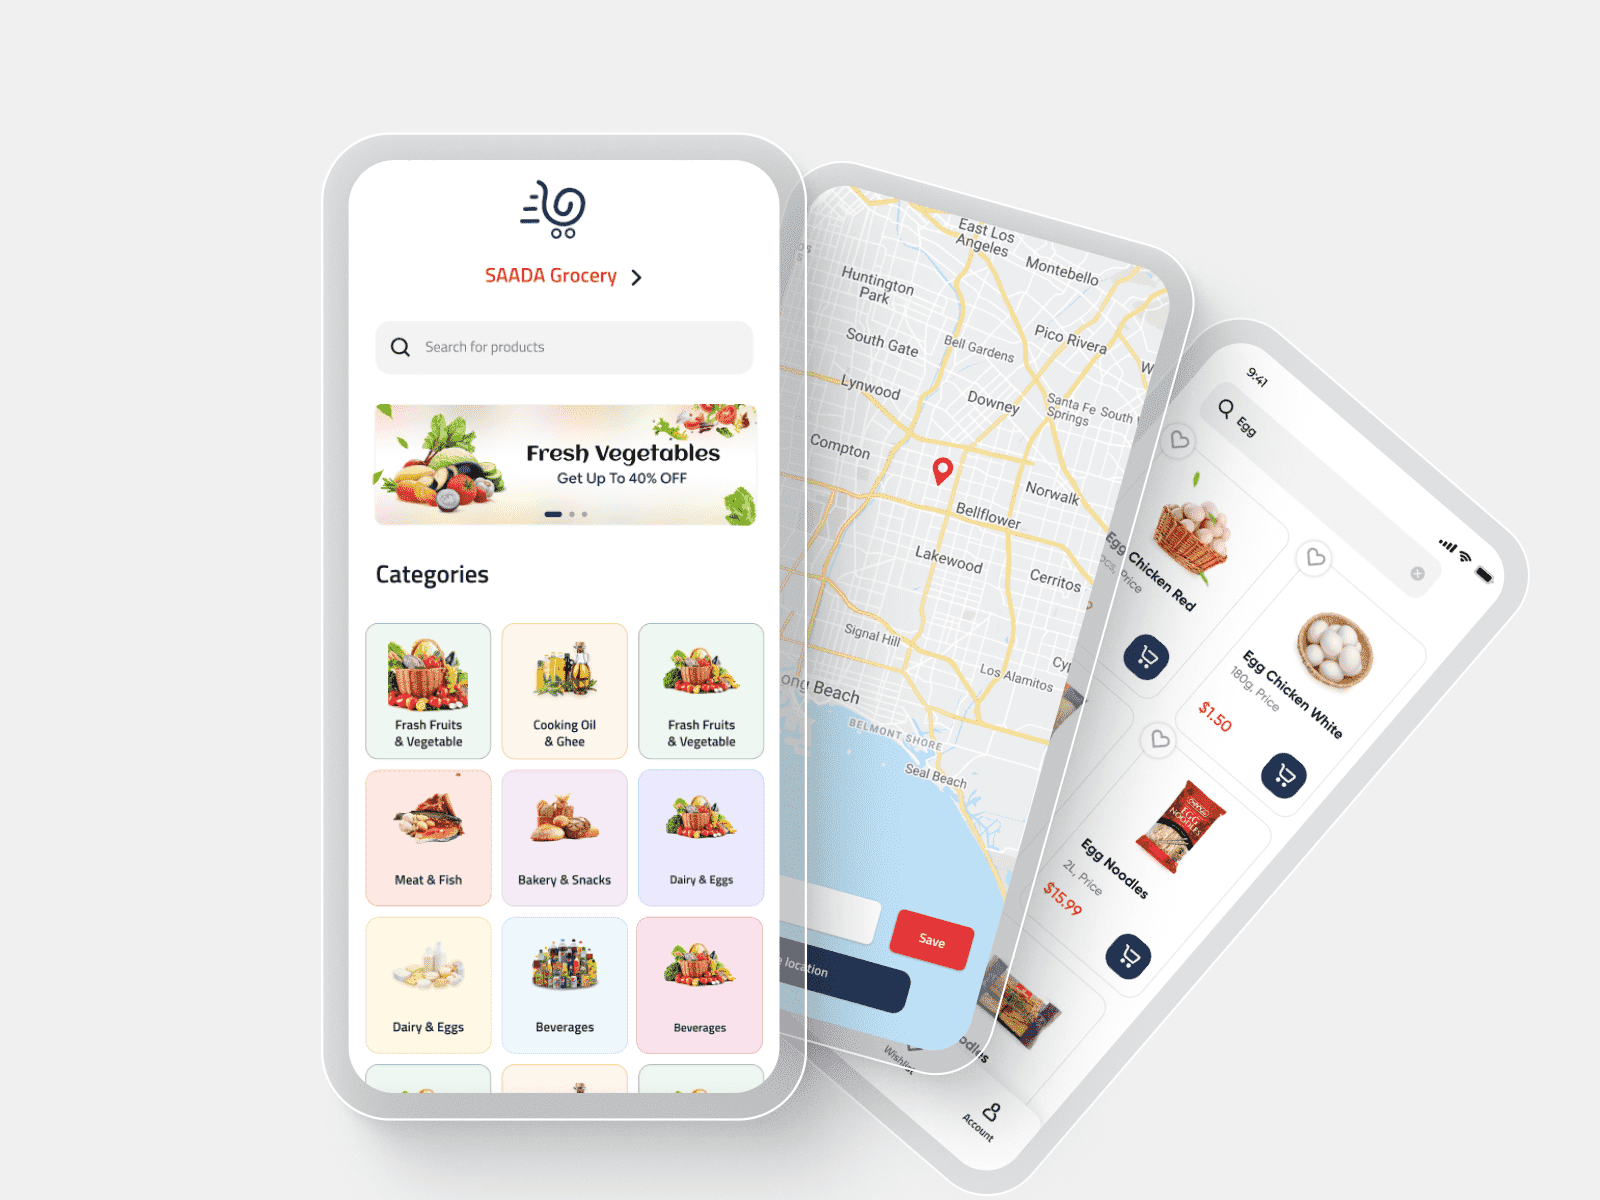 SAADA Grocery
Search for products
Fresh Vegetables
Get Up To 40% OFF
Categories
Frash Fruits
& Vegetable
Cooking Oil
& Ghee
Frash Fruits
& Vegetable
Meat & Fish
Bakery & Snacks
Dairy & Eggs
Dairy & Eggs
Beverages
Beverages
East Los
Angeles
Montebello
Huntington
Park
Pico Rivera
South Gate
Bell Gardens
Lynwood
Downey
Santa Fe
Springs
South
Compton
Norwalk
Bellflower
Lakewood
Cerritos
Signal Hill
Los Alamitos
Beach
BELMONT SHORE
Seal Beach
Save
location
9:41
Egg
Egg Chicken Red
Price
Egg Chicken White
180g, Price
$1.50
EGG
NOODLES
Egg Noodles
2L, Price
$15.99
Wishlist
Account